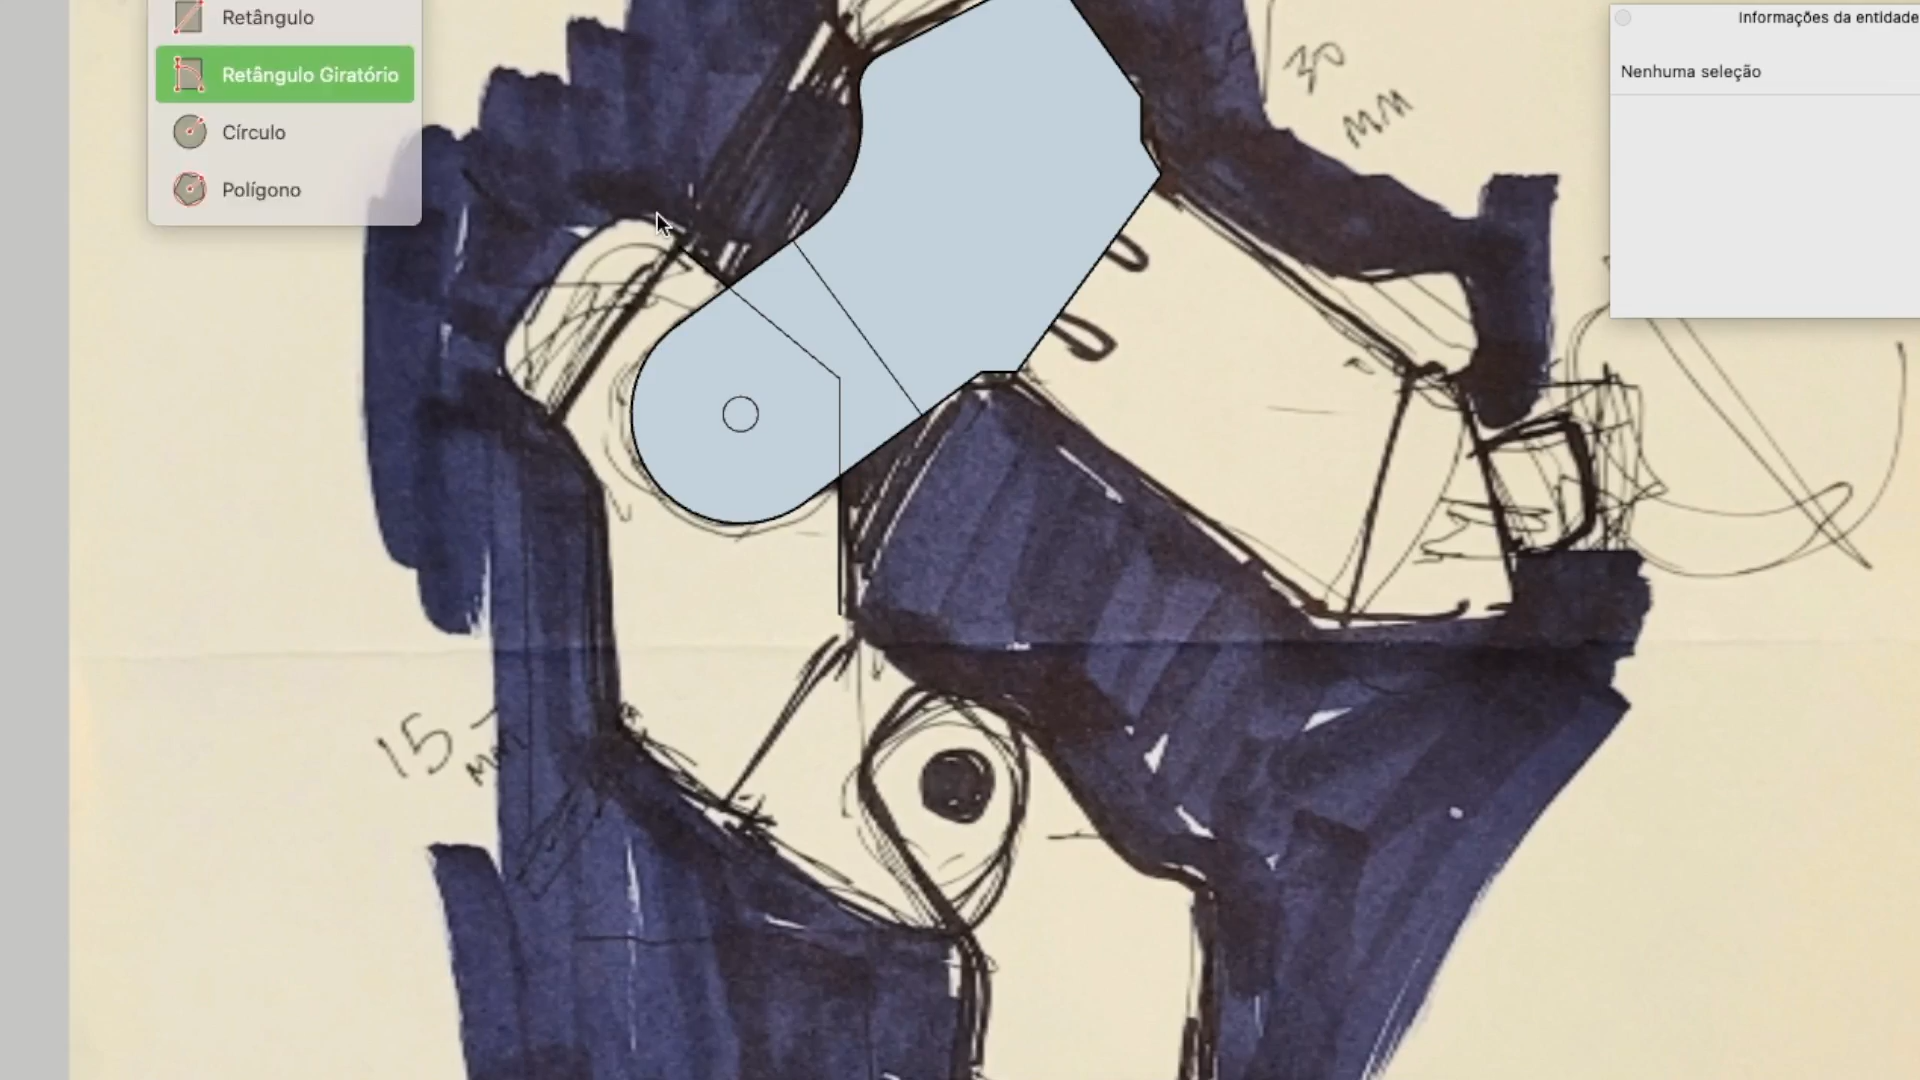 Retângulo
Retângulo Giratório
Círculo
Polígono
Informações da entidade
Nenhuma seleção
30
MM
15
MM